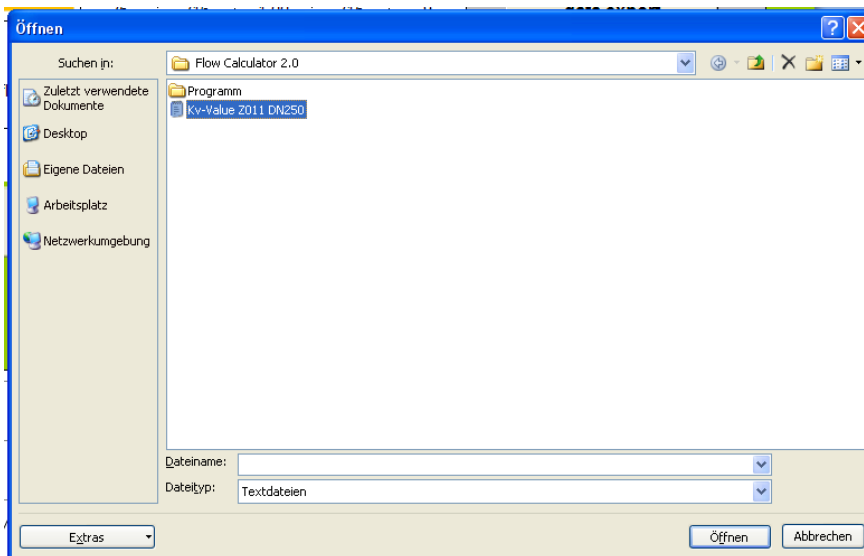 Öffnen
Suchen in:
Flow Calculator 2.0
Zuletzt verwendete
Dokumente
Desktop
Eigene Dateien
Arbeitsplatz
Netzwerkumgebung
Programm
Kv-Value Z011 DN250
Dateiname:
Dateityp:
Textdateien
Extras
Öffnen
Abbrechen